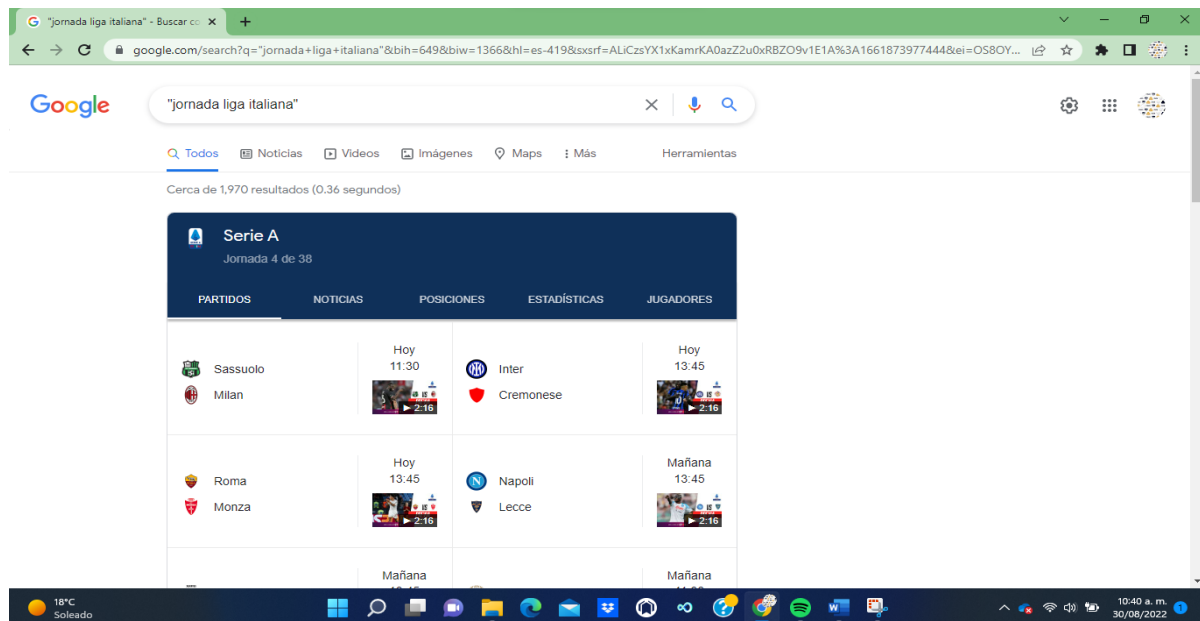 "jornada liga italiana" - Buscar co
google.com/search?q="jornada+liga+italiana"&bih=649&biw=1366&hl=es-419&sxsrf=ALiCzsYX1xKamrKA0azZ2u0xRBZO9v1E1A%3A1661873977444&ei=OS8OY...
Google
"jornada liga italiana"
Todos Noticias Videos Imágenes Maps Más Herramientas
Cerca de 1,970 resultados (0.36 segundos)
Serie A
Jornada 4 de 38
PARTIDOS NOTICIAS POSICIONES ESTADÍSTICAS JUGADORES
Sassuolo
Milan
Hoy
11:30
2:16
Inter
Cremonese
Hoy
13:45
2:16
Roma
Monza
Hoy
13:45
2:16
Napoli
Lecce
Mañana
13:45
2:16
Mañana
Mañana
18°C
Soleado
10:40 a. m.
30/08/2022
1